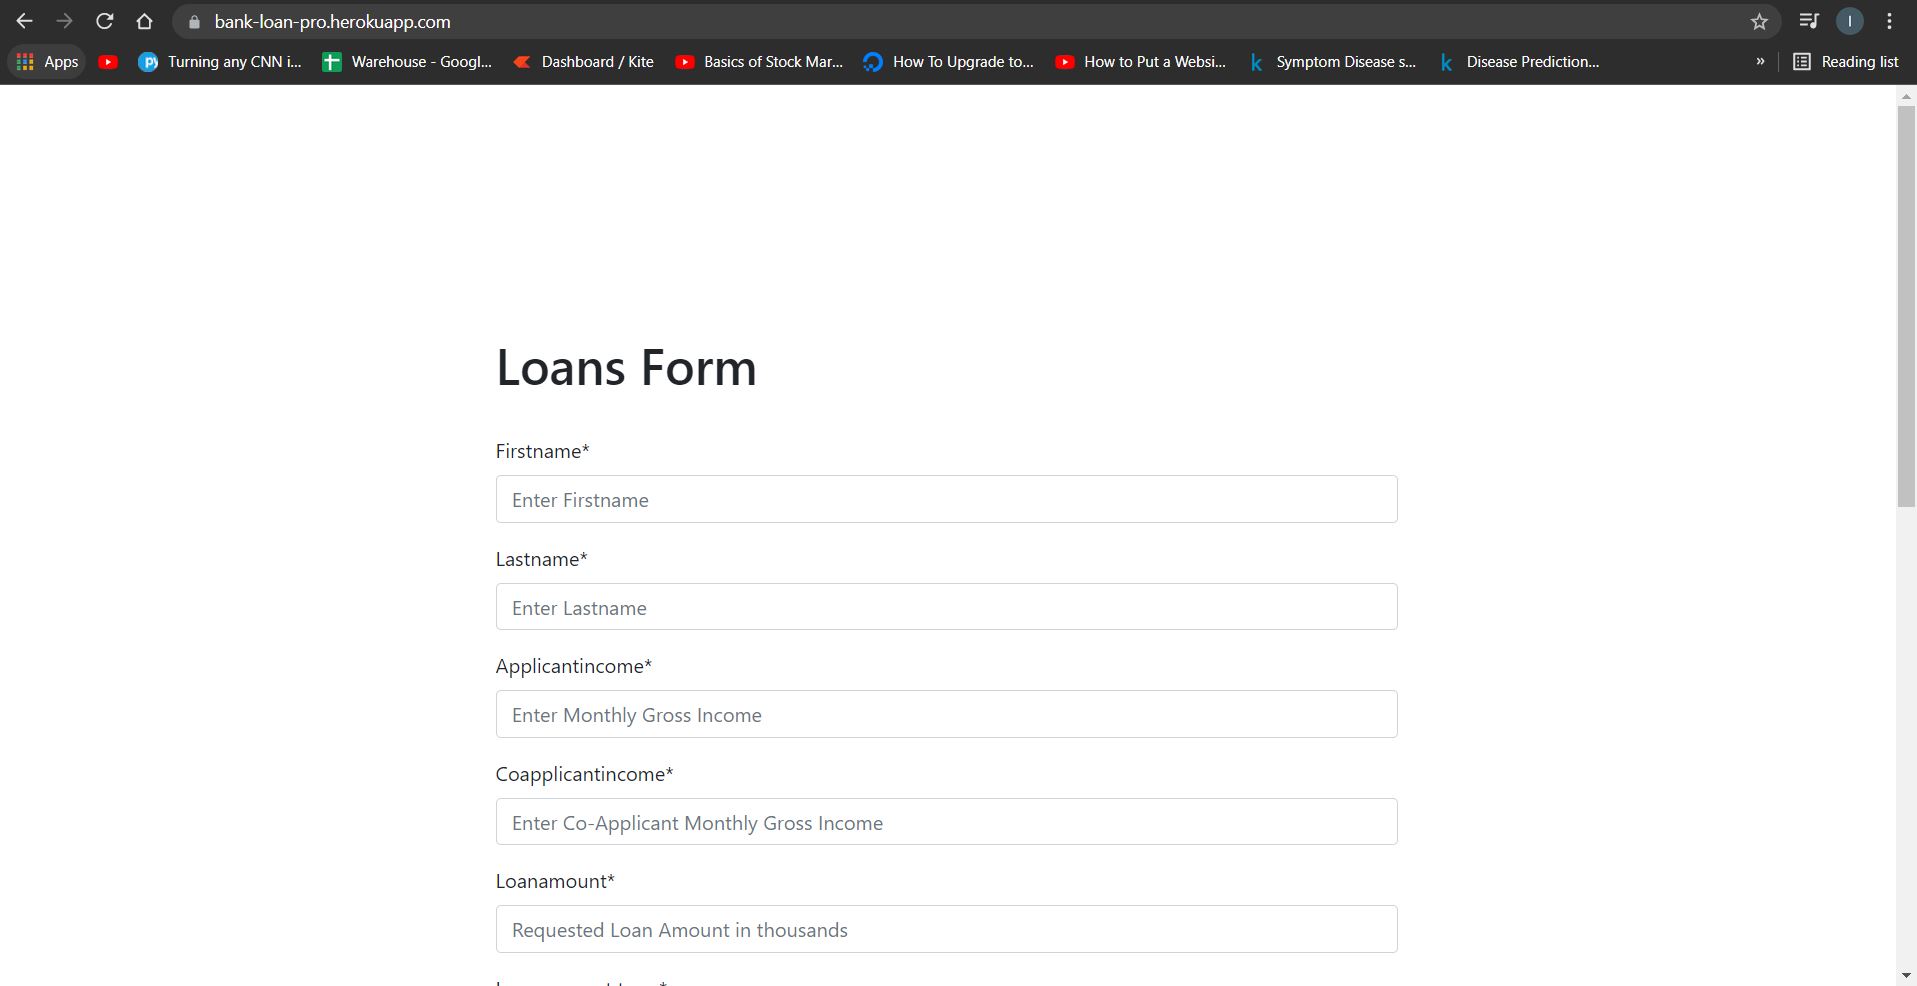 bank-loan-pro.herokuapp.com
I
Apps
Turning any CNN i...
Warehouse - Googl...
Dashboard / Kite
Basics of Stock Mar...
How To Upgrade to...
How to Put a Websi...
k Symptom Disease s...
k Disease Prediction...
»
Reading list
Loans Form
Firstname*
Enter Firstname
Lastname*
Enter Lastname
Applicantincome*
Enter Monthly Gross Income
Coapplicantincome*
Enter Co-Applicant Monthly Gross Income
Loanamount*
Requested Loan Amount in thousands